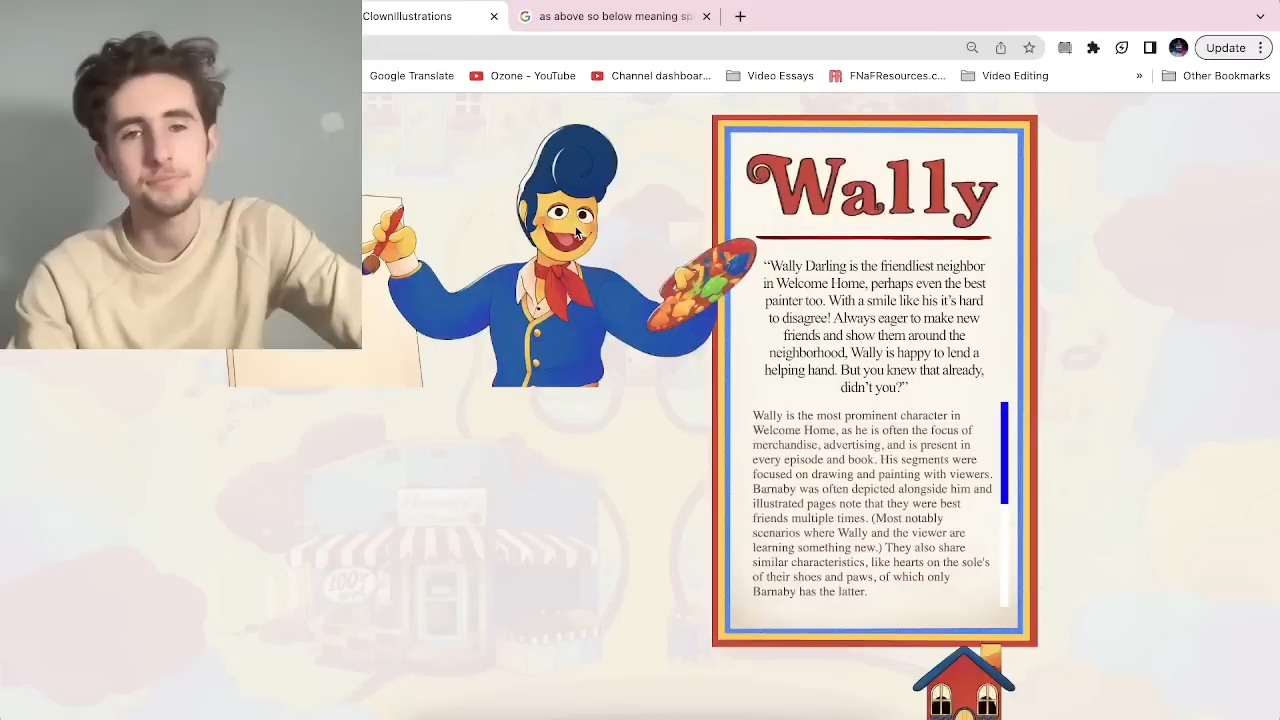 ClownIllustrations
as above so below meaning sp
Update
Google Translate
Ozone - YouTube
Channel dashboar...
Video Essays
FNaFResources.c...
Video Editing
»
Other Bookmarks
Wally
“Wally Darling is the friendliest neighbor
in Welcome Home, perhaps even the best
painter too. With a smile like his it’s hard
to disagree! Always eager to make new
friends and show them around the
neighborhood, Wally is happy to lend a
helping hand. But you knew that already,
didn’t you?”
Wally is the most prominent character in
Welcome Home, as he is often the focus of
merchandise, advertising, and is present in
every episode and book. His segments were
focused on drawing and painting with viewers.
Barnaby was often depicted alongside him and
illustrated pages note that they were best
friends multiple times. (Most notably
scenarios where Wally and the viewer are
learning something new.) They also share
similar characteristics, like hearts on the sole's
of their shoes and paws, of which only
Barnaby has the latter.
100%